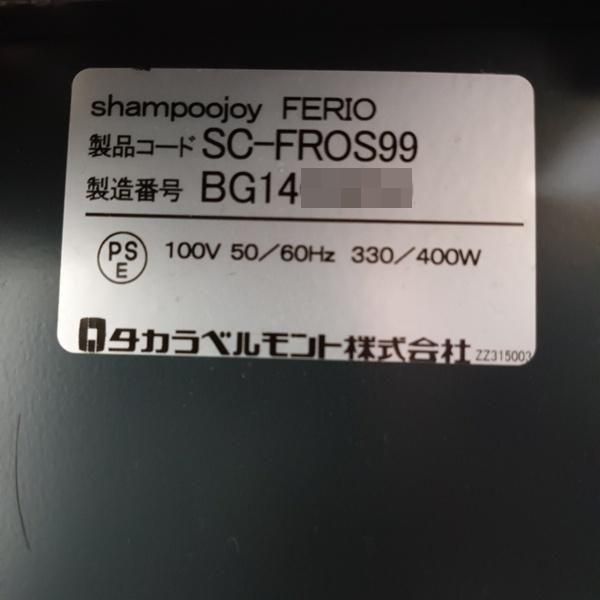 shampoojoy FERIO
製品コード SC-FROS99
製造番号 BG14
PS
E
100V 50/60Hz 330/400W
タカラベルモント株式会社
ZZ315003